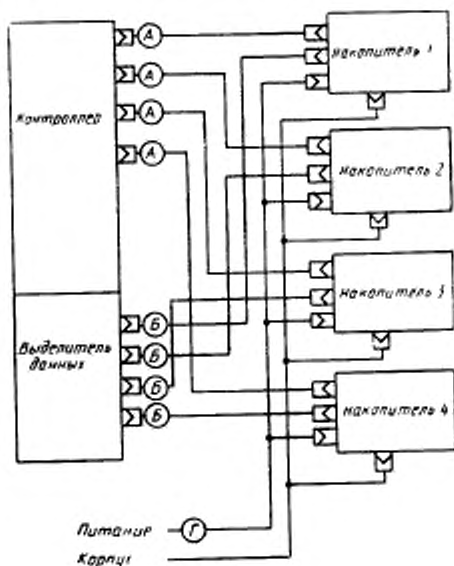 А
накопитель 1
А
А
Контроллер
А
накопитель 2
накопитель 3
Б
Выделитель
данных
Б
Б
Б
накопитель 4
Питание
Г
Корпус